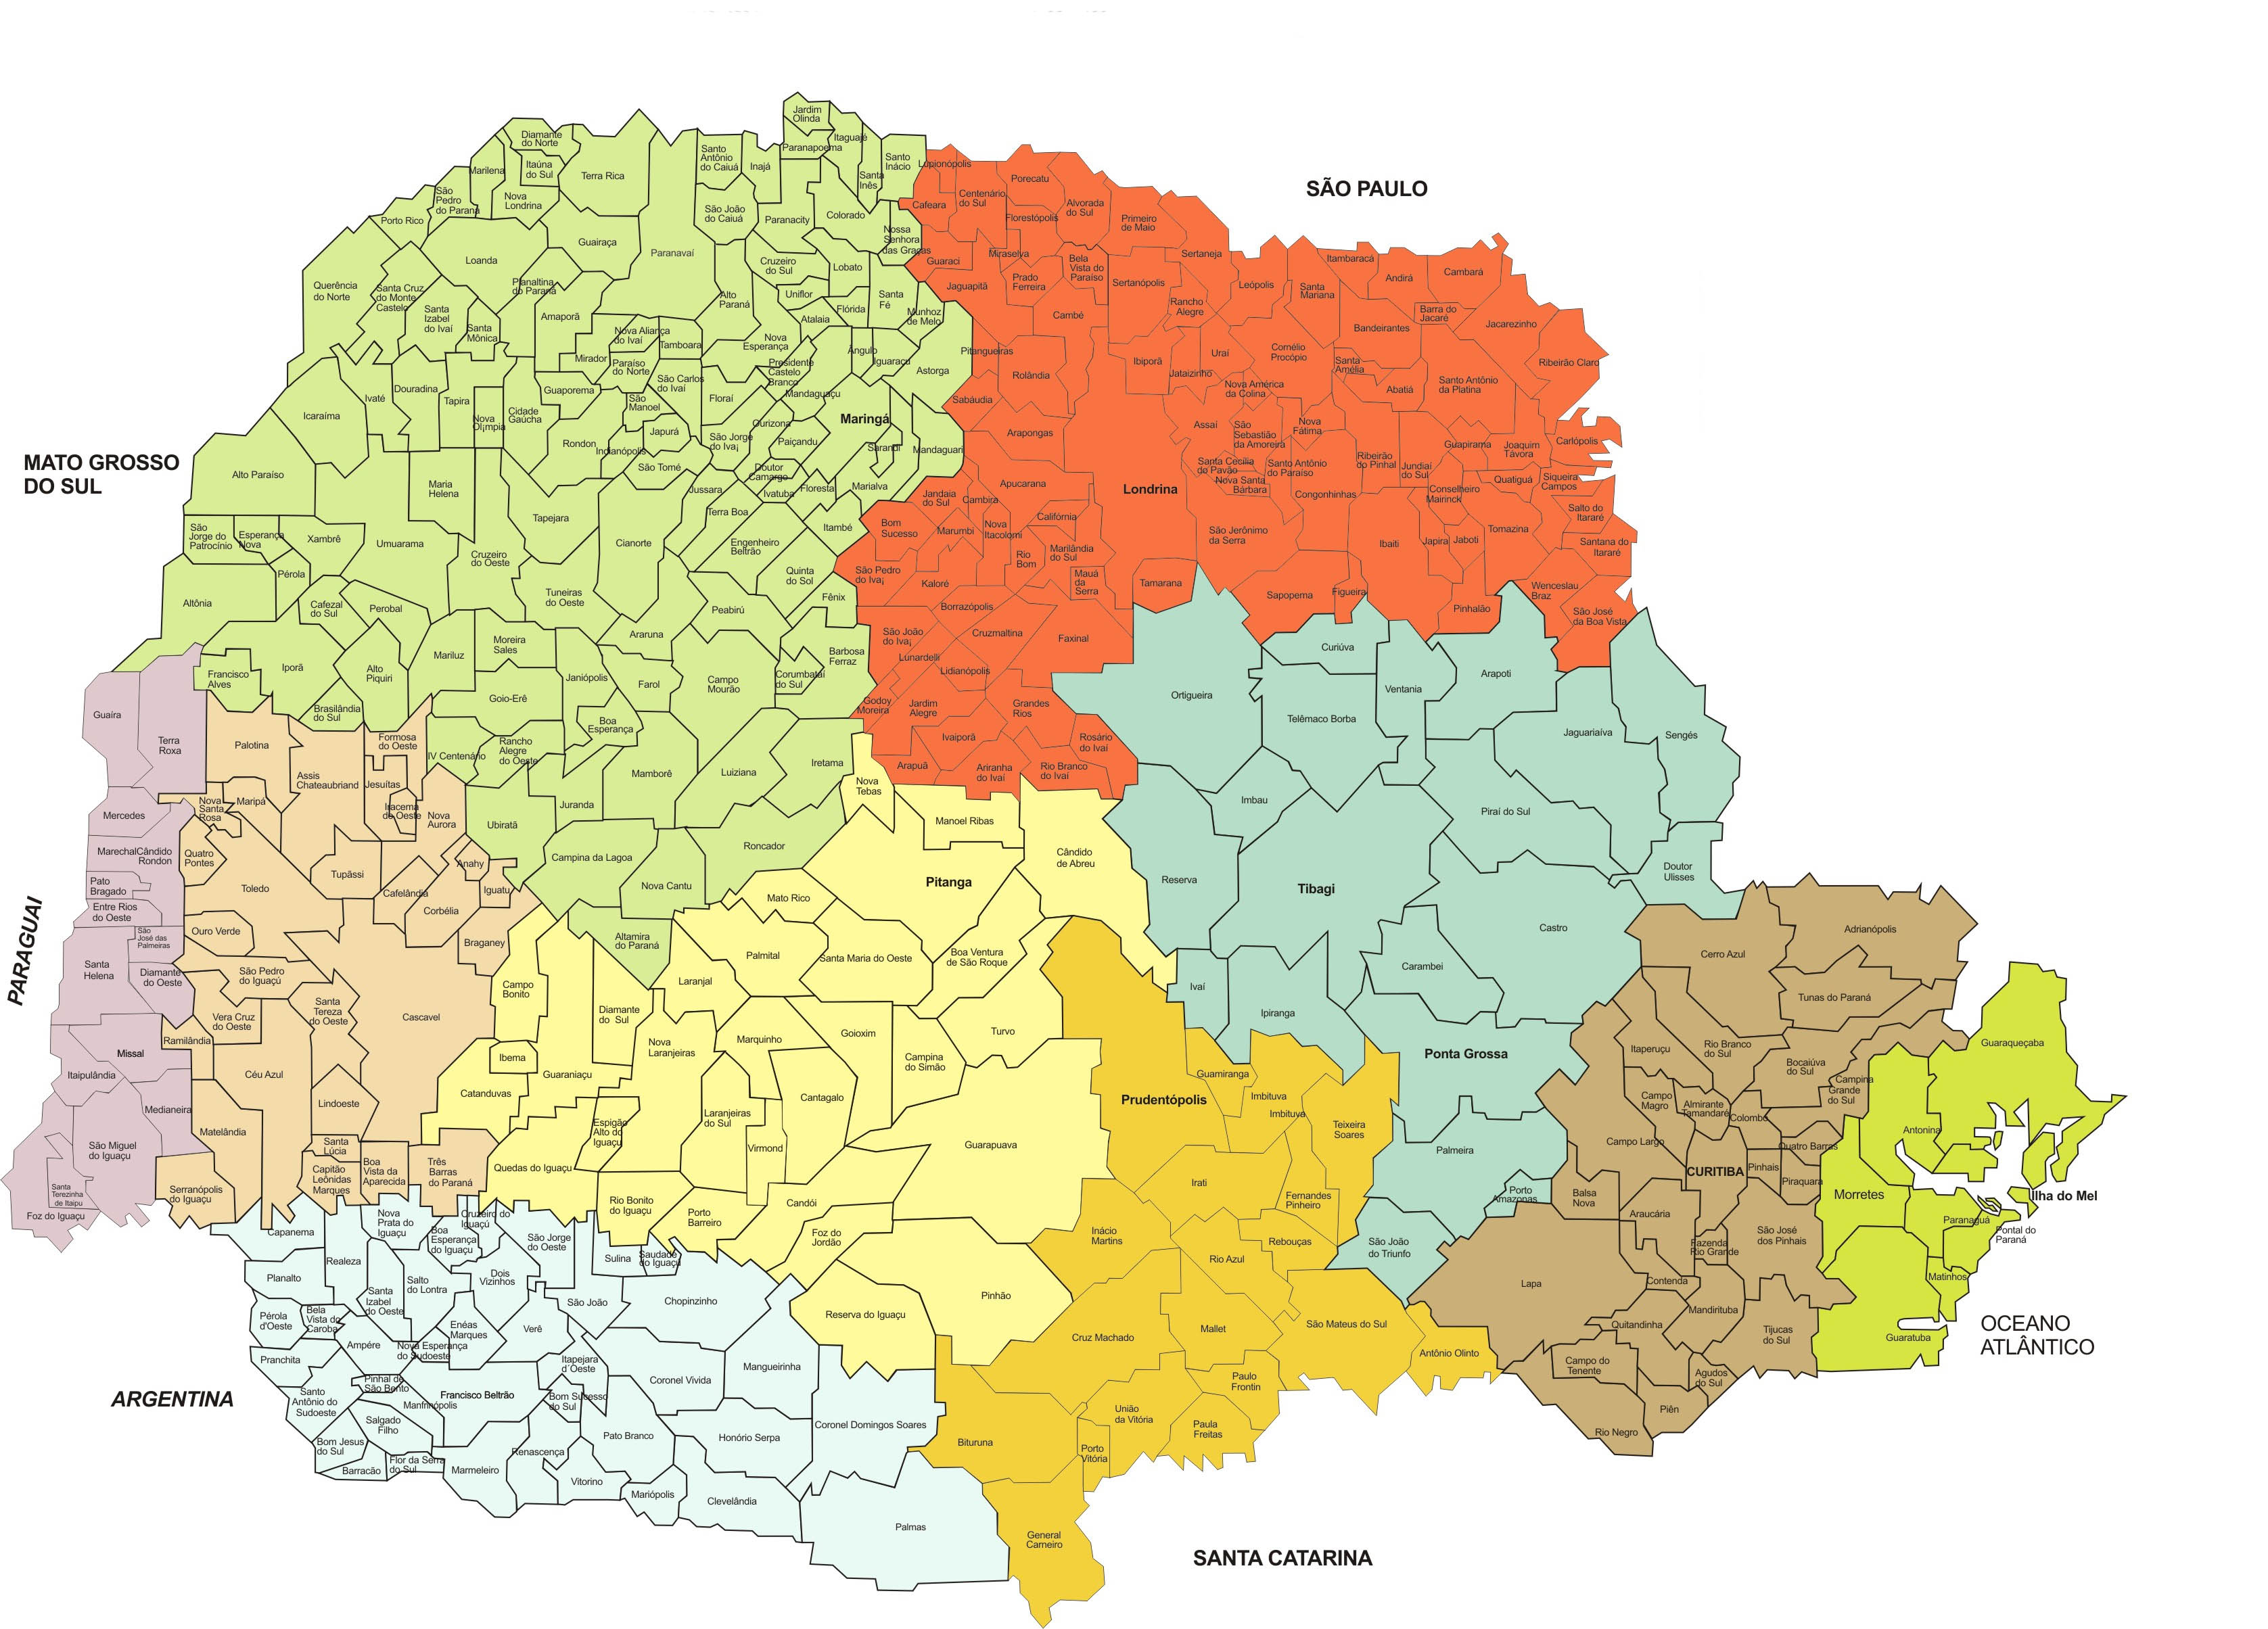 SÃO PAULO
MATO GROSSO
DO SUL
PARAGUAI
ARGENTINA
SANTA CATARINA
OCEANO
ATLÂNTICO
Jardim
Olinda
Itaguajé
Paranapoema
Santo
Inácio
Santa
Inês
Diamante
do Norte
Itaúna
do Sul
Marilena
Nova
Londrina
São
Pedro
do Paraná
Porto Rico
Terra Rica
Santo
Antônio
do Caiuá
Inajá
São João
do Caiuá
Paranacity
Colorado
Nossa
Senhora
das Graças
Guairaça
Paranavaí
Loanda
Querência
do Norte
Santa Cruz
do Monte
Castelo
Planaltina
do Paraná
Santa
Izabel
do Ivaí
Santa
Mônica
Amaporã
Cruzeiro
do Sul
Lobato
Uniflor
Alto
Paraná
Flórida
Santa
Fé
Munhoz
de Melo
Atalaia
Nova Aliança
do Ivaí
Tamboara
Nova
Esperança
Ângulo
Iguaraçu
Astorga
Mirador
Paraíso
do Norte
São Carlos
do Ivaí
Presidente
Castelo
Branco
Mandaguaçu
Guaporema
São
Manoel
Floraí
Maringá
Icaraíma
Ivaté
Douradina
Tapira
Nova
Ol¡mpia
Cidade
Gaúcha
Rondon
Indianópolis
Japurá
São Tomé
São Jorge
do Iva¡
Ourizona
Paiçandu
Sarandi
Mandaguari
Doutor
Camargo
Ivatuba
Floresta
Marialva
Alto Paraíso
Maria
Helena
Tapejara
Cianorte
Jussara
Terra Boa
Engenheiro
Beltrão
Itambé
São
Jorge do
Patrocínio
Esperança
Nova
Xambrê
Umuarama
Cruzeiro
do Oeste
Pérola
Altônia
Cafezal
do Sul
Perobal
Tuneiras
do Oeste
Quinta
do Sol
Fênix
Peabirú
Araruna
Moreira
Sales
Mariluz
Francisco
Alves
Iporã
Alto
Piquiri
Brasilândia
do Sul
Goio-Erê
Janiópolis
Farol
Campo
Mourão
Corumbataí
do Sul
Barbosa
Ferraz
Boa
Esperança
IV Centenário
Rancho
Alegre
do Oeste
Mamborê
Luiziana
Iretama
Juranda
Ubiratã
Campina da Lagoa
Nova Cantu
Roncador
Altamira
do Paraná
Lupionópolis
Cafeara
Centenário
do Sul
Porecatu
Florestópolis
Alvorada
do Sul
Primeiro
de Maio
Guaraci
Miraselva
Jaguapitã
Prado
Ferreira
Bela
Vista do
Paraíso
Sertanópolis
Sertaneja
Rancho
Alegre
Leópolis
Santa
Mariana
Itambaracá
Andirá
Cambará
Barra do
Jacaré
Bandeirantes
Jacarezinho
Ribeirão Claro
Cambé
Pitangueiras
Rolândia
Ibiporã
Jataizinho
Uraí
Cornélio
Procópio
Santa
Amélia
Abatiá
Santo Antônio
da Platina
Sabáudia
Arapongas
Nova América
da Colina
Assaí
São
Sebastião
da Amoreira
Nova
Fátima
Ribeirão
do Pinhal
Jundiaí
do Sul
Guapirama
Joaquim
Távora
Carlópolis
Santa Cecilia
do Pavão
Santo Antônio
do Paraíso
Nova Santa
Bárbara
Congonhinhas
Conselheiro
Mairinck
Quatiguá
Siqueira
Campos
Salto do
Itararé
Londrina
Apucarana
Jandaia
do Sul
Cambira
Califórnia
Bom
Sucesso
Marumbi
Nova
Itacolomi
Rio
Bom
Marilândia
do Sul
Mauá
da
Serra
Tamarana
São Jerônimo
da Serra
Ibaiti
Japira
Jaboti
Tomazina
Santana do
Itararé
São Pedro
do Iva¡
Kaloré
Borrazópolis
Sapopema
Figueira
Pinhalão
Wenceslau
Braz
São José
da Boa Vista
São João
do Iva¡
Cruzmaltina
Faxinal
Lunardelli
Lidianópolis
Godoy
Moreira
Jardim
Alegre
Grandes
Rios
Ivaiporã
Rosário
do Ivaí
Arapuã
Ariranha
do Ivaí
Rio Branco
do Ivaí
Ortigueira
Curiúva
Telêmaco Borba
Ventania
Arapoti
Jaguariaíva
Sengés
Imbau
Piraí do Sul
Doutor
Ulisses
Reserva
Tibagi
Castro
Carambei
Ivaí
Ipiranga
Ponta Grossa
Palmeira
Porto
Amazonas
São João
do Triunfo
Guaíra
Terra
Roxa
Mercedes
MarechalCândido
Rondon
Pato
Bragado
Entre Rios
do Oeste
São
José das
Palmeiras
Santa
Helena
Diamante
do Oeste
Missal
Itaipulândia
Medianeira
São Miguel
do Iguaçu
Santa
Terezinha
de Itaipu
Foz do Iguaçu
Palotina
Assis
Chateaubriand
Formosa
do Oeste
Jesuítas
Iracema
do Oeste
Nova
Aurora
Nova
Santa
Rosa
Maripá
Quatro
Pontes
Toledo
Tupãssi
Cafelândia
Anahy
Iguatu
Corbélia
Braganey
Ouro Verde
São Pedro
do Iguaçú
Vera Cruz
do Oeste
Santa
Tereza
do Oeste
Cascavel
Ramilândia
Céu Azul
Matelândia
Lindoeste
Santa
Lúcia
Capitão
Leônidas
Marques
Boa
Vista da
Aparecida
Três
Barras
do Paraná
Serranópolis
do Iguaçu
Nova
Tebas
Manoel Ribas
Cândido
de Abreu
Pitanga
Mato Rico
Palmital
Santa Maria do Oeste
Boa Ventura
de São Roque
Laranjal
Campo
Bonito
Diamante
do Sul
Nova
Laranjeiras
Marquinho
Goioxim
Turvo
Campina
do Simão
Ibema
Guaraniaçu
Catanduvas
Espigão
Alto do
Iguaçu
Laranjeiras
do Sul
Cantagalo
Virmond
Guarapuava
Quedas do Iguaçu
Rio Bonito
do Iguaçu
Porto
Barreiro
Candói
Foz do
Jordão
Pinhão
Reserva do Iguaçu
Prudentópolis
Guamiranga
Imbituva
Imbituva
Teixeira
Soares
Irati
Fernandes
Pinheiro
Inácio
Martins
Rebouças
Rio Azul
Cruz Machado
Mallet
São Mateus do Sul
Antônio Olinto
Paulo
Frontin
União
da Vitória
Paula
Freitas
Porto
Vitória
Bituruna
General
Carneiro
Capanema
Nova
Prata do
Iguaçu
Cruzeiro do
Iguaçú
Boa
Esperança
do Iguaçu
São Jorge
do Oeste
Sulina
Saudade
do Iguaçu
Planalto
Realeza
Santa
Izabel
do Oeste
Salto
do Lontra
Dois
Vizinhos
São João
Chopinzinho
Pérola
d'Oeste
Bela
Vista do
Caroba
Ampére
Enéas
Marques
Verê
Nova Esperança
do Sudoeste
Pranchita
Itapejara
d´Oeste
Coronel Vivida
Mangueirinha
Santo
Antônio do
Sudoeste
Pinhal de
São Bento
Manfrinópolis
Francisco Beltrão
Bom Sucesso
do Sul
Salgado
Filho
Bom Jesus
do Sul
Barracão
Flor da Serra
do Sul
Marmeleiro
Renascença
Vitorino
Pato Branco
Honório Serpa
Coronel Domingos Soares
Mariópolis
Clevelândia
Palmas
Cerro Azul
Adrianópolis
Tunas do Paraná
Itaperuçu
Rio Branco
do Sul
Bocaiúva
do Sul
Campina
Grande
do Sul
Campo
Magro
Almirante
Tamandaré
Colombo
Campo Largo
CURITIBA
Quatro Barras
Pinhais
Piraquara
Balsa
Nova
Araucária
Fazenda
Rio Grande
São José
dos Pinhais
Lapa
Contenda
Mandirituba
Quitandinha
Tijucas
do Sul
Campo do
Tenente
Agudos
do Sul
Piên
Rio Negro
Guaraqueçaba
Antonina
Morretes
Ilha do Mel
Paranaguá
Pontal do
Paraná
Matinhos
Guaratuba